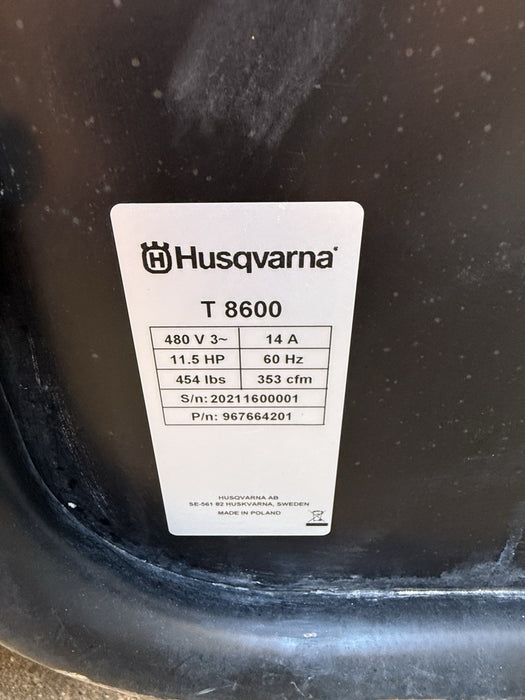 Husqvarna
T 8600
480 V 3~ 14 A
11.5 HP 60 Hz
454 lbs 353 cfm
S/n: 20211600001
P/n: 967664201
HUSQVARNA AB
SE-561 82 HUSKVARNA, SWEDEN
MADE IN POLAND